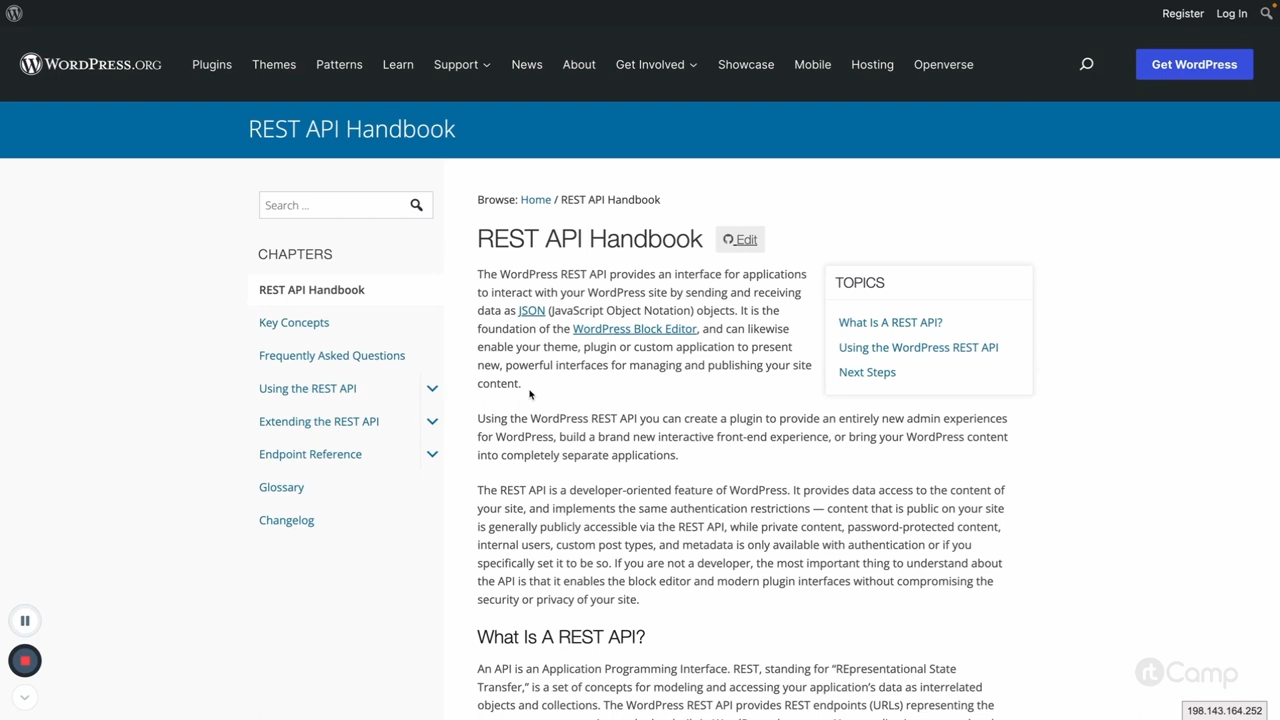 Register Log In
WORDPRESS.ORG Plugins Themes Patterns Learn Support News About Get Involved Showcase Mobile Hosting Openverse Get WordPress
REST API Handbook
Search ...
CHAPTERS
REST API Handbook
Key Concepts
Frequently Asked Questions
Using the REST API
Extending the REST API
Endpoint Reference
Glossary
Changelog
Browse: Home / REST API Handbook
REST API Handbook Edit
The WordPress REST API provides an interface for applications
to interact with your WordPress site by sending and receiving
data as JSON (JavaScript Object Notation) objects. It is the
foundation of the WordPress Block Editor, and can likewise
enable your theme, plugin or custom application to present
new, powerful interfaces for managing and publishing your site
content.
TOPICS
What Is A REST API?
Using the WordPress REST API
Next Steps
Using the WordPress REST API you can create a plugin to provide an entirely new admin experiences
for WordPress, build a brand new interactive front-end experience, or bring your WordPress content
into completely separate applications.
The REST API is a developer-oriented feature of WordPress. It provides data access to the content of
your site, and implements the same authentication restrictions — content that is public on your site
is generally publicly accessible via the REST API, while private content, password-protected content,
internal users, custom post types, and metadata is only available with authentication or if you
specifically set it to be so. If you are not a developer, the most important thing to understand about
the API is that it enables the block editor and modern plugin interfaces without compromising the
security or privacy of your site.
What Is A REST API?
An API is an Application Programming Interface. REST, standing for “REpresentational State
Transfer,” is a set of concepts for modeling and accessing your application’s data as interrelated
objects and collections. The WordPress REST API provides REST endpoints (URLs) representing the
rtCamp
198.143.164.252